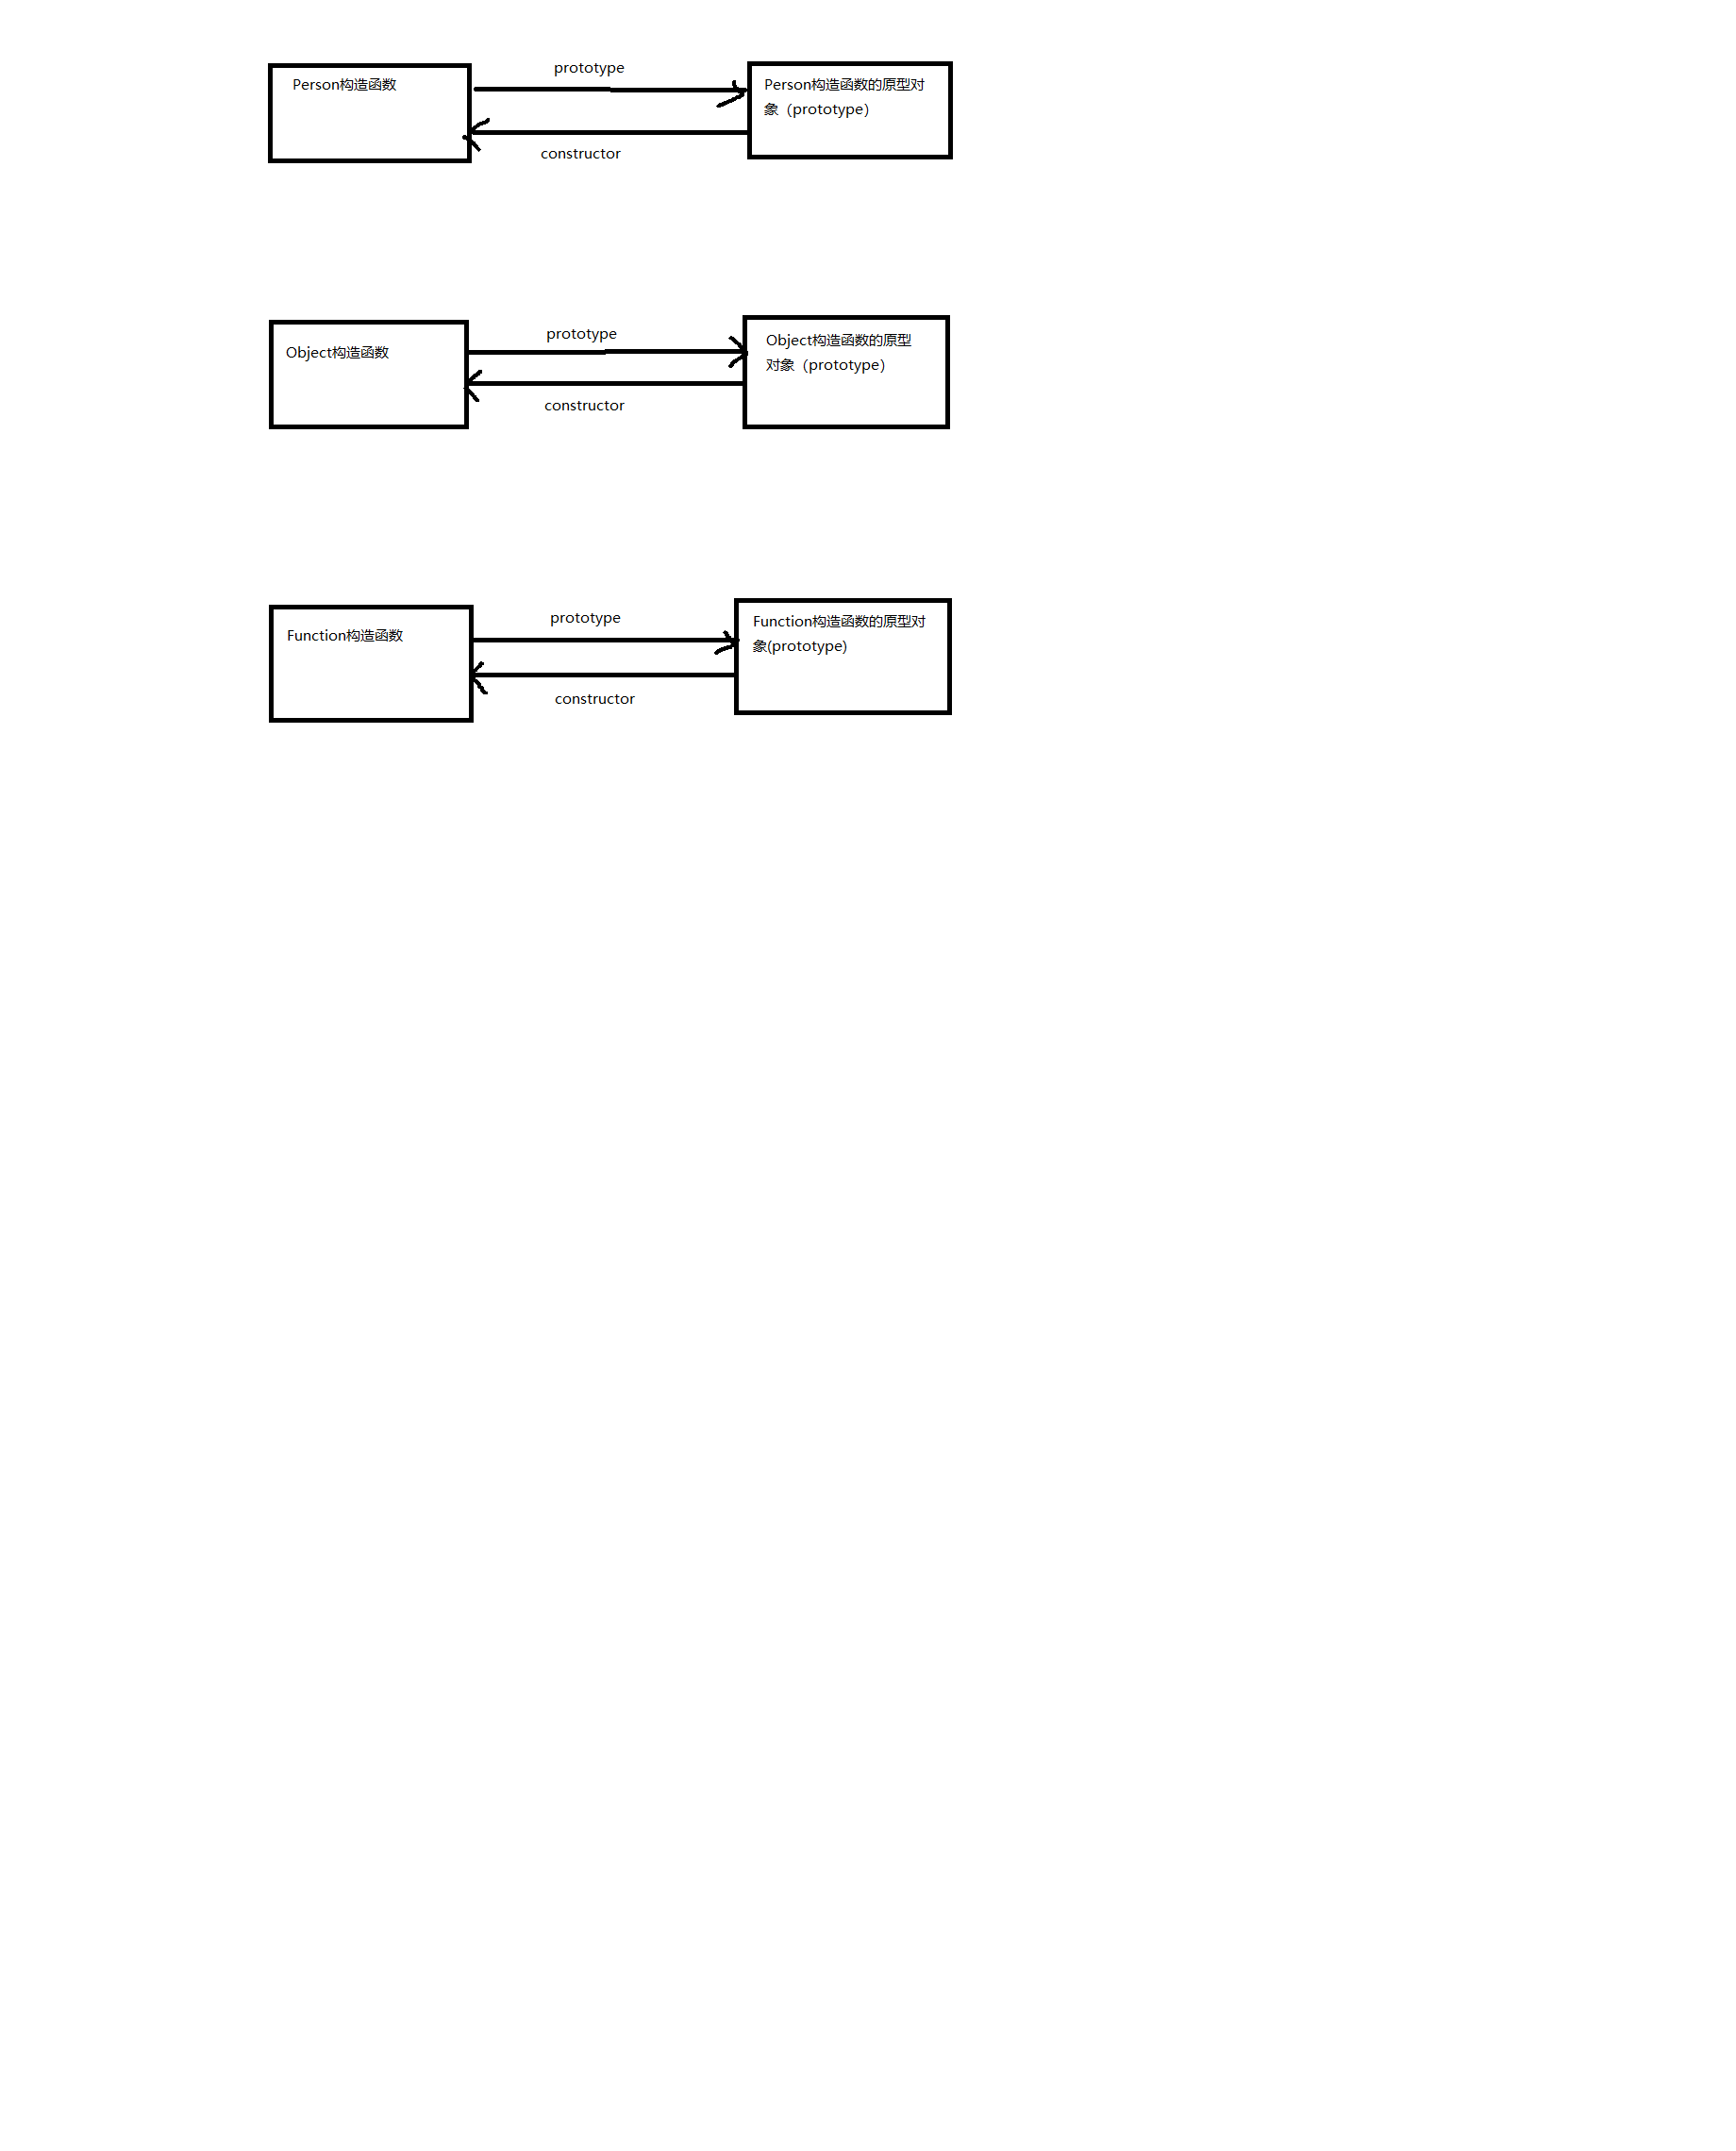 prototype
Person构造函数
Person构造函数的原型对
象（prototype）
constructor
prototype
Object构造函数
Object构造函数的原型
对象（prototype）
constructor
prototype
Function构造函数
Function构造函数的原型对
象(prototype)
constructor